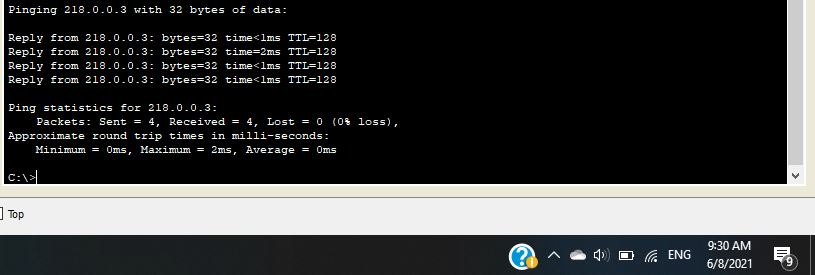 Pinging 218.0.0.3 with 32 bytes of data:
Reply from 218.0.0.3: bytes=32 time<1ms TTL=128
Reply from 218.0.0.3: bytes=32 time=2ms TTL=128
Reply from 218.0.0.3: bytes=32 time<1ms TTL=128
Reply from 218.0.0.3: bytes=32 time<1ms TTL=128
Ping statistics for 218.0.0.3:
Packets: Sent = 4, Received = 4, Lost = 0 (0% loss),
Approximate round trip times in milli-seconds:
Minimum = 0ms, Maximum = 2ms, Average = 0ms
C:\>
Top
ENG
9:30 AM
6/8/2021
9